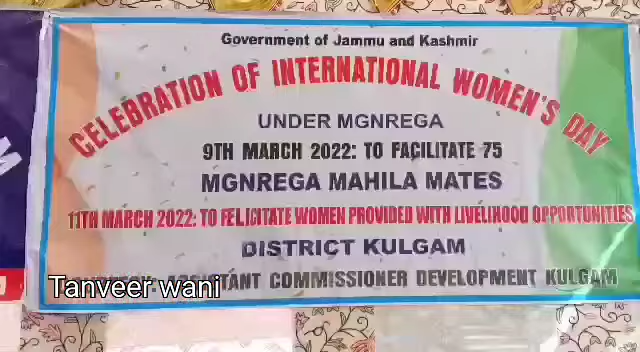 Government of Jammu and Kashmir
CELEBRATION OF INTERNATIONAL WOMEN'S DAY
UNDER MGNREGA
9TH MARCH 2022: TO FACILITATE 75
MGNREGA MAHILA MATES
11TH MARCH 2022: TO FELICITATE WOMEN PROVIDED WITH LIVELIHOOD OPPORTUNITIES
DISTRICT KULGAM
ASSISTANT COMMISSIONER DEVELOPMENT KULGAM
Tanveer wani